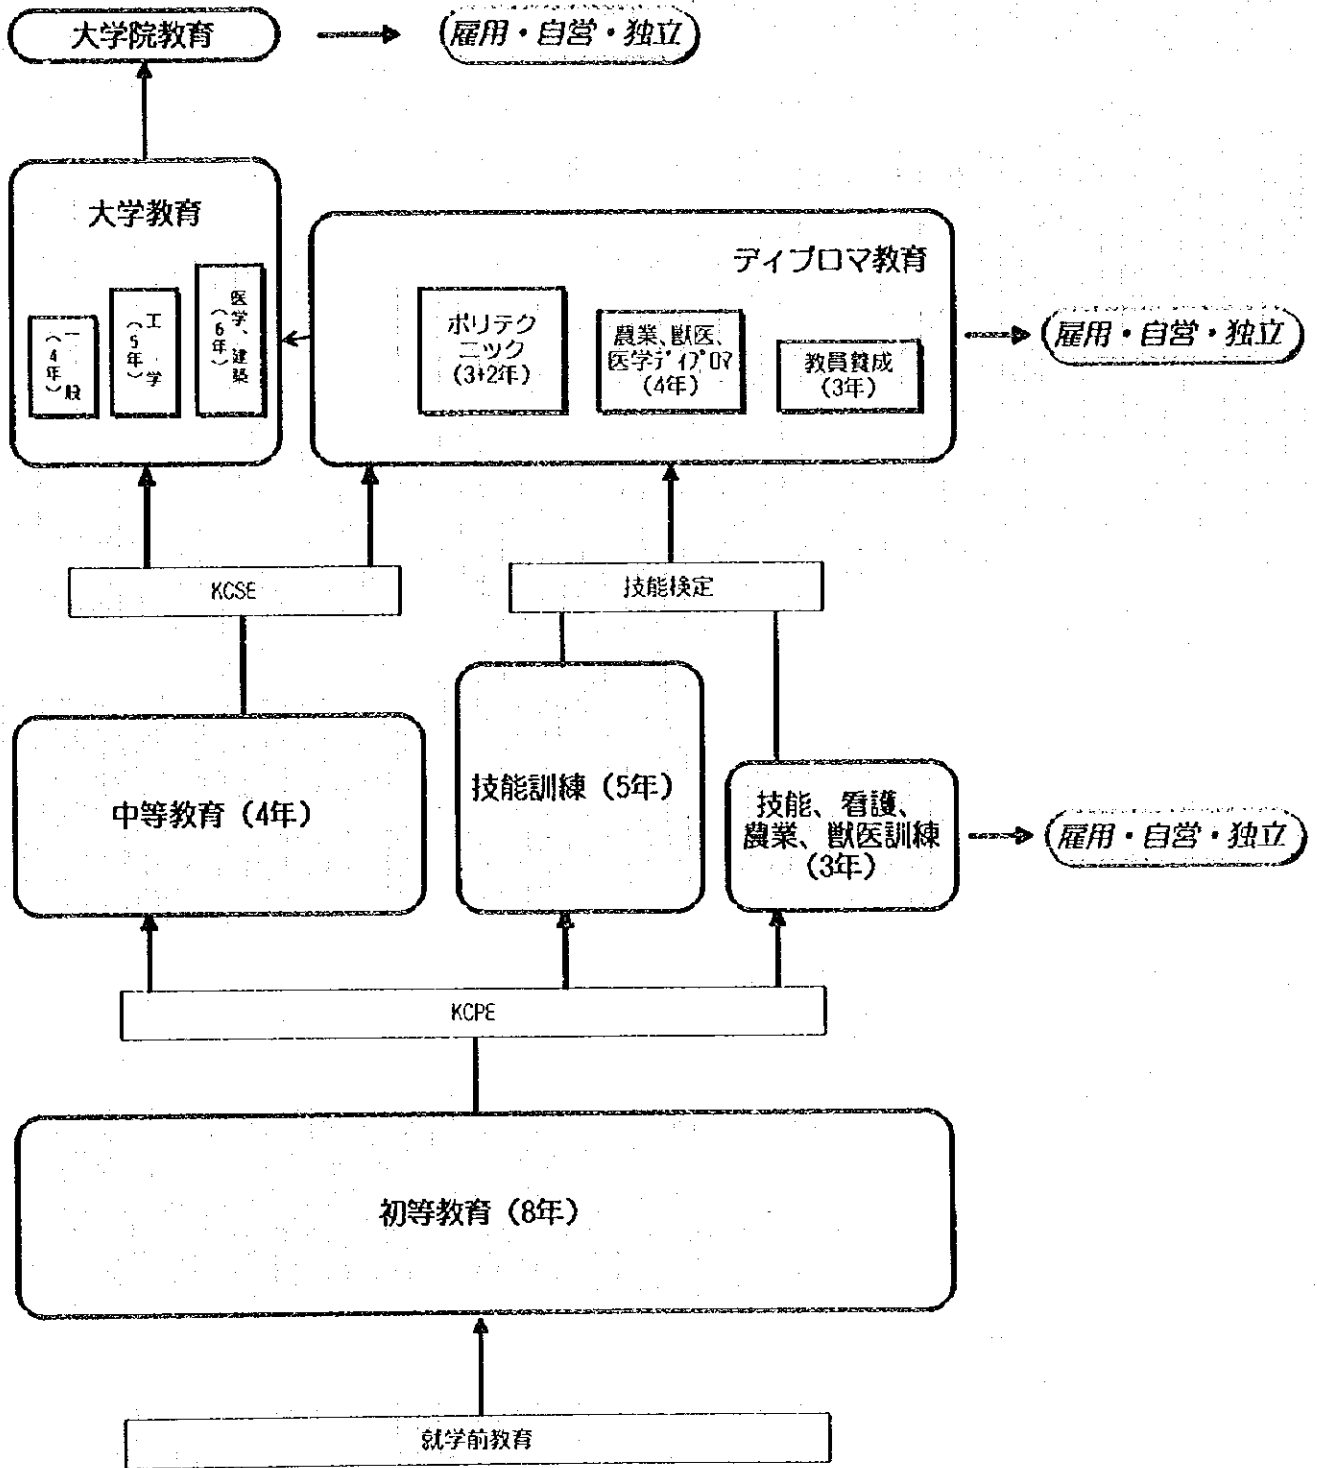 大学院教育
雇用・自営・独立
大学教育
一般
(4年)
工学
(5年)
医学、建築
(6年)
ディプロマ教育
ポリテク
ニック
(3+2年)
農業、獣医、
医学ディプロマ
(4年)
教員養成
(3年)
雇用・自営・独立
KCSE
技能検定
中等教育(4年)
技能訓練(5年)
技能、看護、
農業、獣医訓練
(3年)
雇用・自営・独立
KCPE
初等教育(8年)
就学前教育